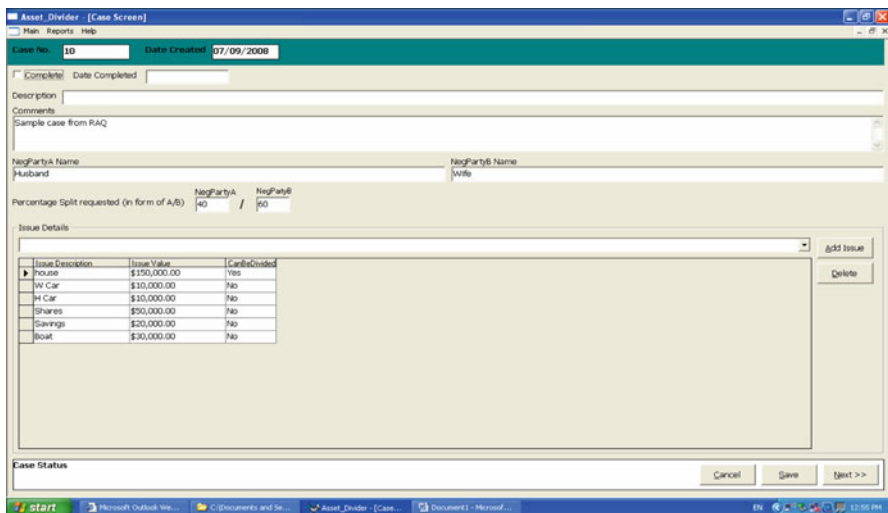 Asset_Divider - [Case Screen]
Main Reports Help
Case No. 10 Date Created 07/09/2008
Complete Date Completed
Description
Comments
Sample case from RAQ
NegPartyA Name NegPartyB Name
Husband Wife
NegPartyA NegPartyB
Percentage Split requested (in form of A/B) 40 / 60
Issue Details
Add Issue
Issue Description Issue Value CanBeDivided
house $150,000.00 Yes
Delete
W Car $10,000.00 No
H Car $10,000.00 No
Shares $50,000.00 No
Savings $20,000.00 No
Boat $30,000.00 No
Case Status
Cancel Save Next >>
start Microsoft Outlook We... C:\Documents and Se... Asset_Divider - [Case... Document1 - Microsof... EN 12:55 PM